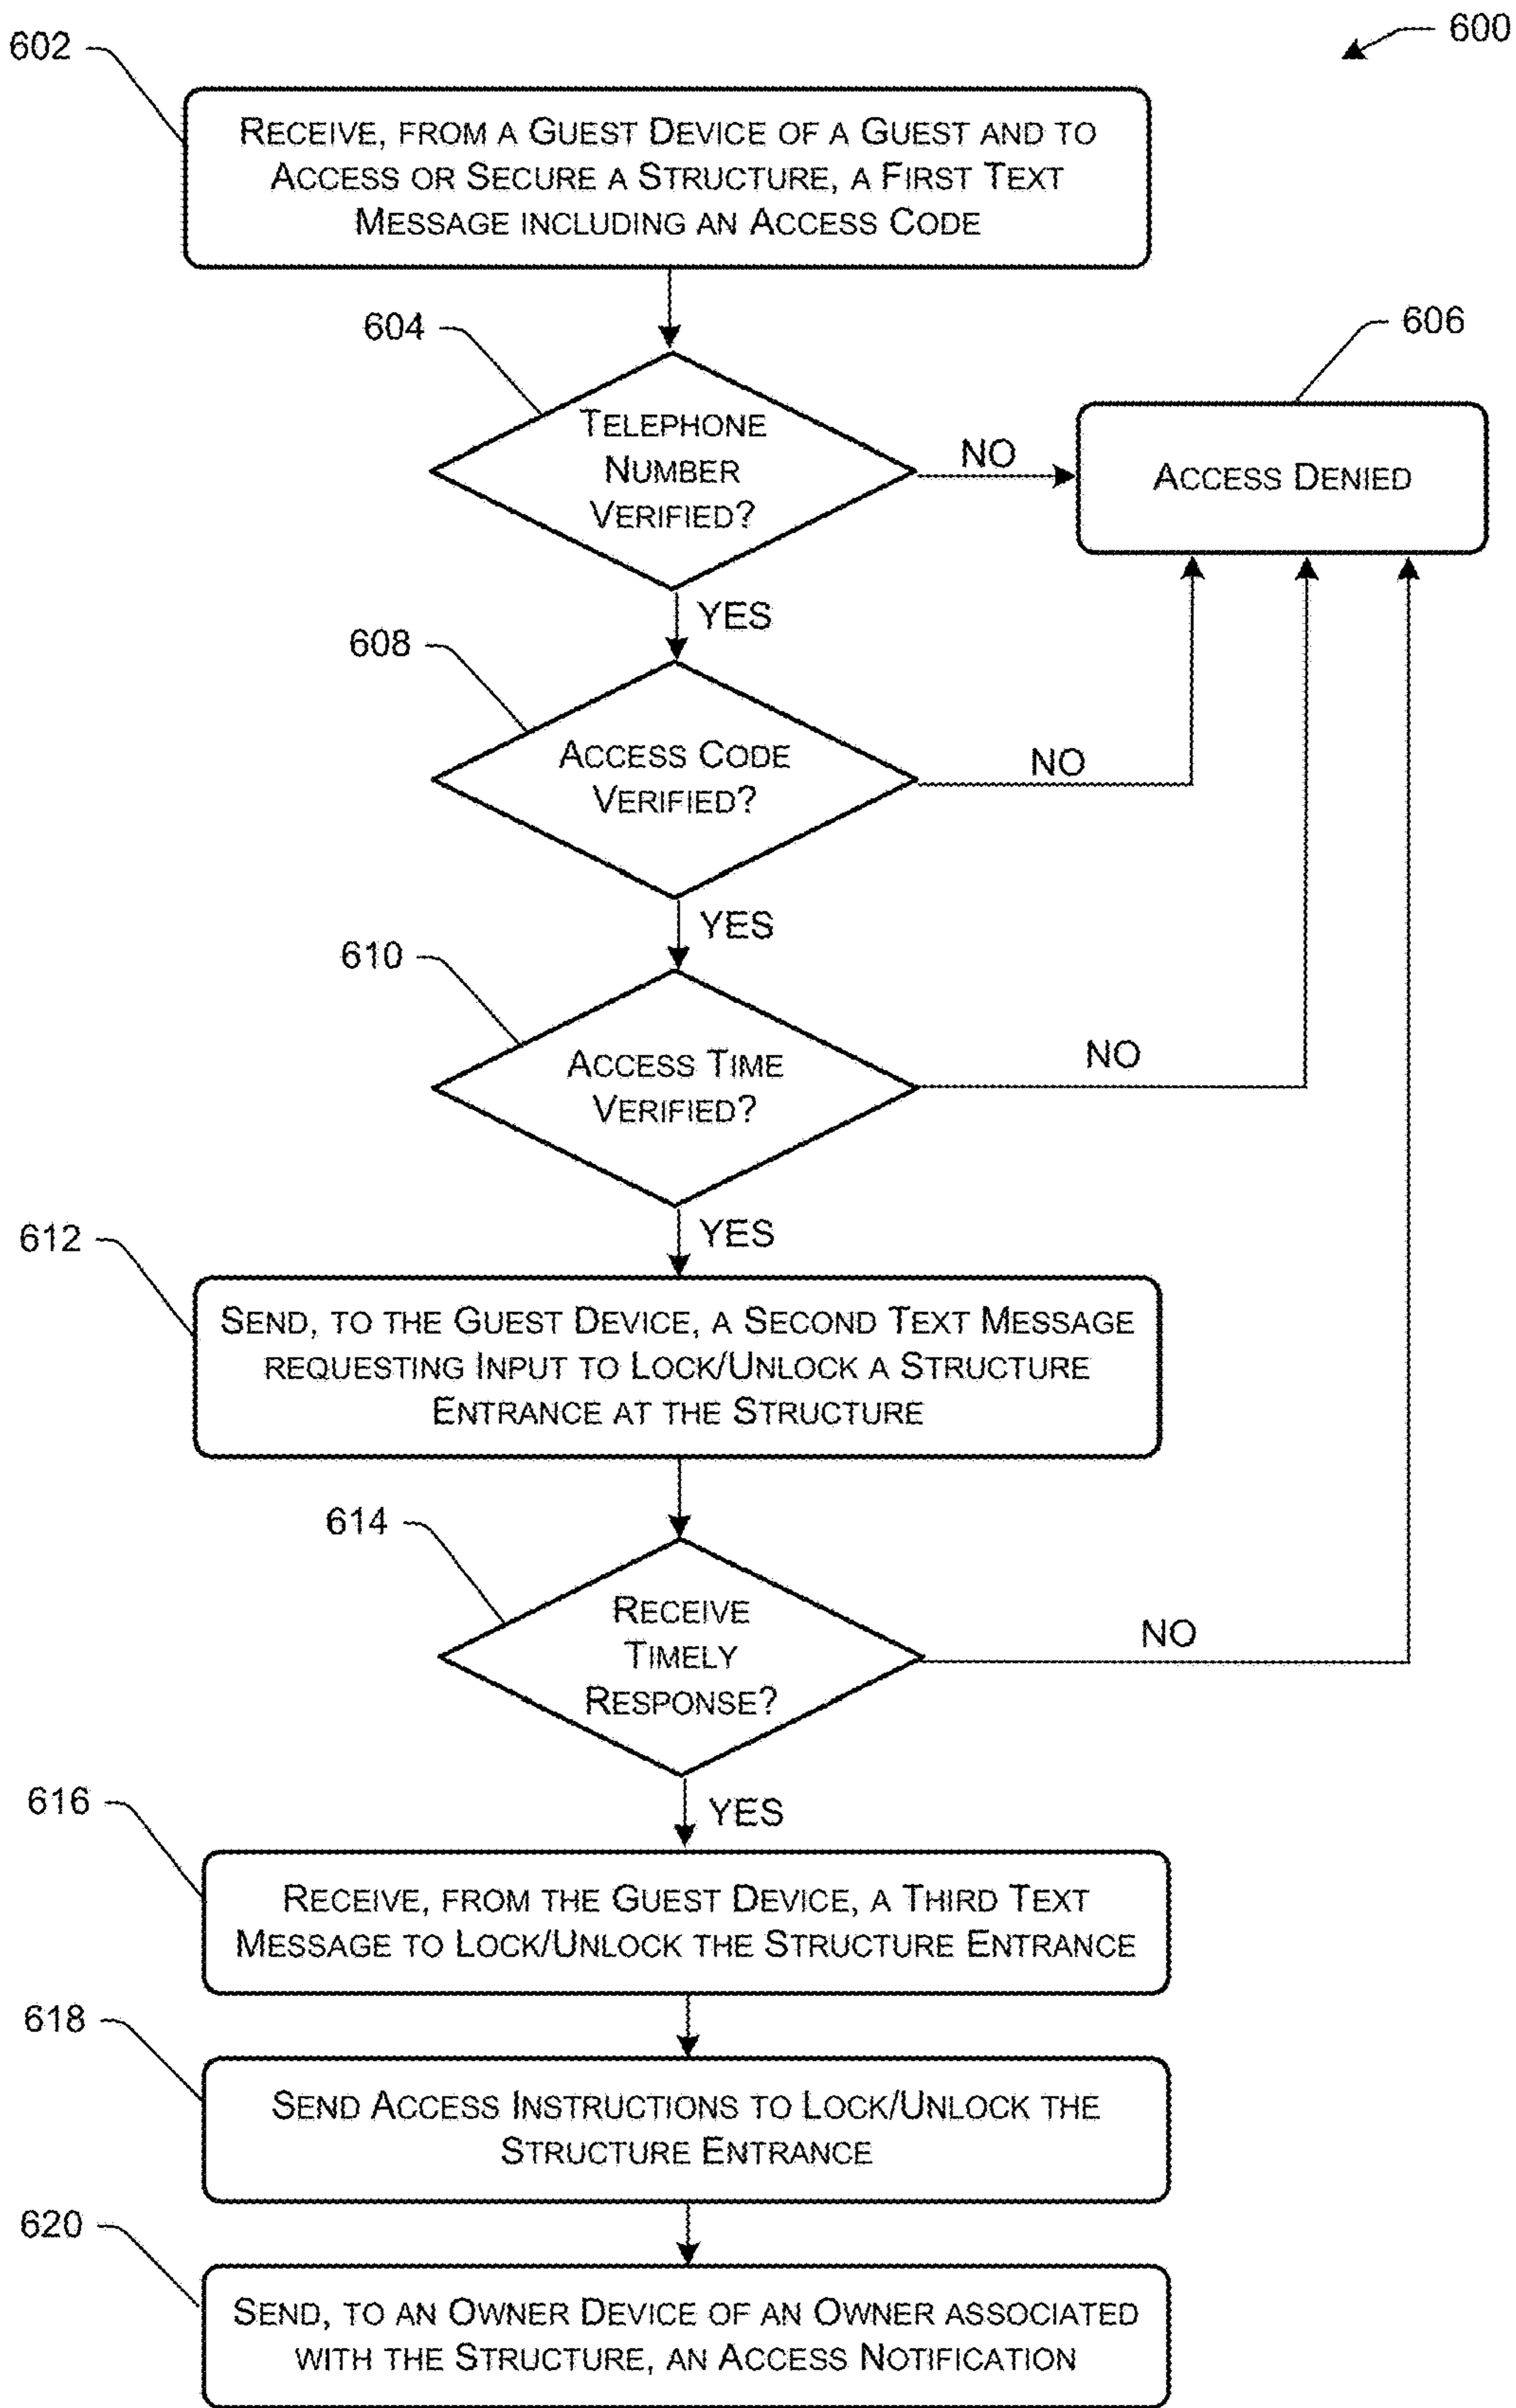 600
602
RECEIVE, FROM A GUEST DEVICE OF A GUEST AND TO
ACCESS OR SECURE A STRUCTURE, A FIRST TEXT
MESSAGE INCLUDING AN ACCESS CODE
604
TELEPHONE
NUMBER
VERIFIED?
NO
606
ACCESS DENIED
YES
608
ACCESS CODE
VERIFIED?
NO
YES
610
ACCESS TIME
VERIFIED?
NO
YES
612
SEND, TO THE GUEST DEVICE, A SECOND TEXT MESSAGE
REQUESTING INPUT TO LOCK/UNLOCK A STRUCTURE
ENTRANCE AT THE STRUCTURE
614
RECEIVE
TIMELY
RESPONSE?
NO
YES
616
RECEIVE, FROM THE GUEST DEVICE, A THIRD TEXT
MESSAGE TO LOCK/UNLOCK THE STRUCTURE ENTRANCE
618
SEND ACCESS INSTRUCTIONS TO LOCK/UNLOCK THE
STRUCTURE ENTRANCE
620
SEND, TO AN OWNER DEVICE OF AN OWNER ASSOCIATED
WITH THE STRUCTURE, AN ACCESS NOTIFICATION